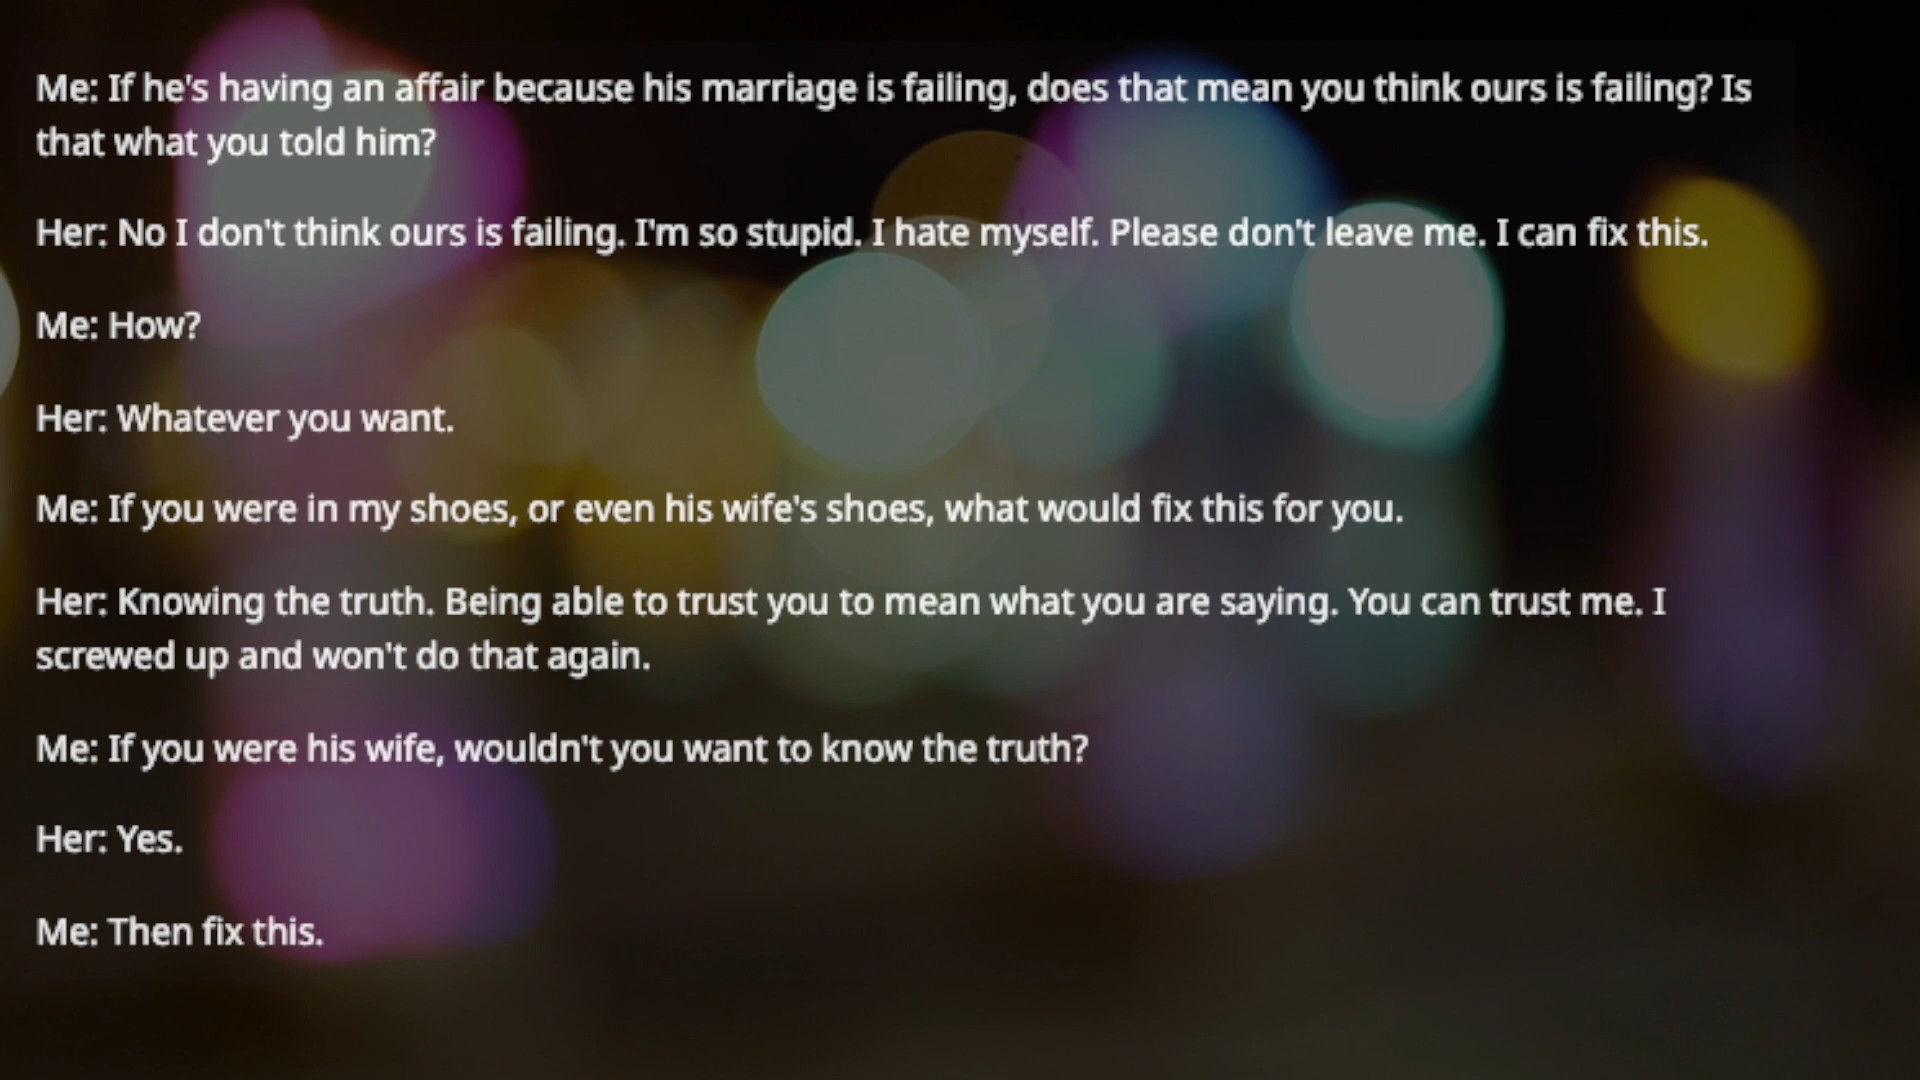 Me: If he's having an affair because his marriage is failing, does that mean you think ours is failing? Is
that what you told him?
Her: No I don't think ours is failing. I'm so stupid. I hate myself. Please don't leave me. I can fix this.
Me: How?
Her: Whatever you want.
Me: If you were in my shoes, or even his wife's shoes, what would fix this for you.
Her: Knowing the truth. Being able to trust you to mean what you are saying. You can trust me. I
screwed up and won't do that again.
Me: If you were his wife, wouldn't you want to know the truth?
Her: Yes.
Me: Then fix this.